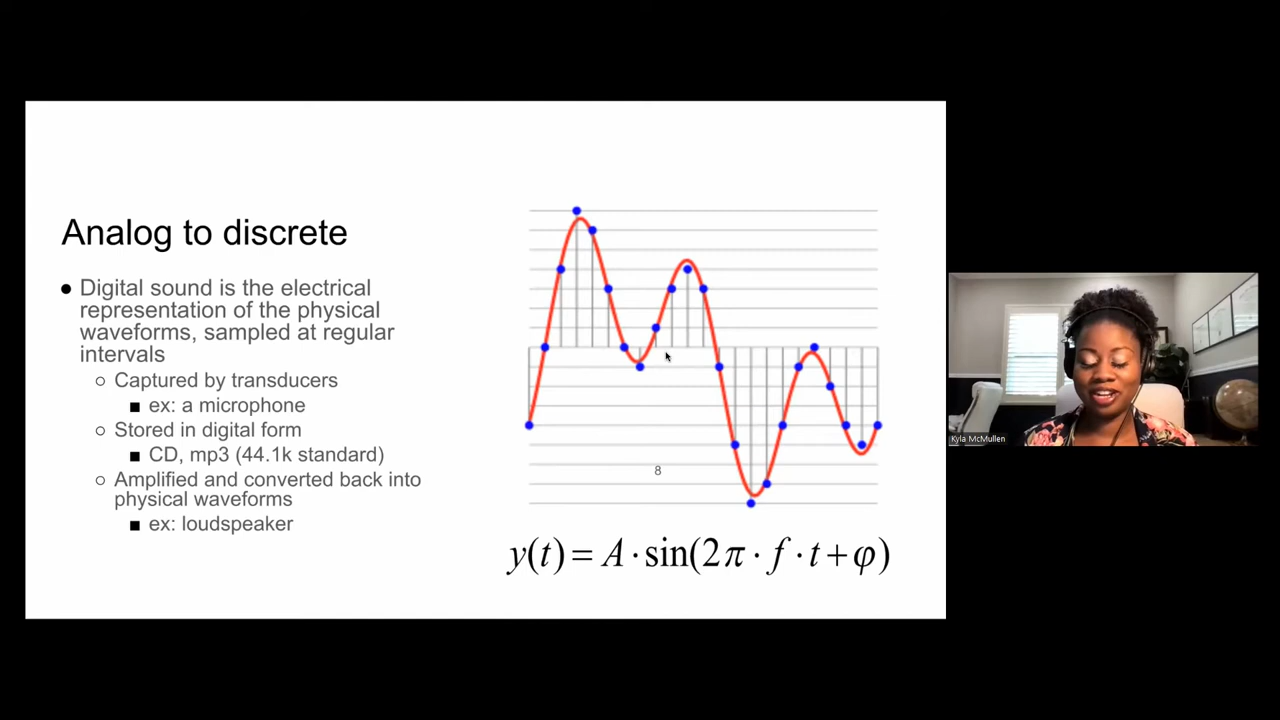 Analog to discrete
● Digital sound is the electrical
representation of the physical
waveforms, sampled at regular
intervals
○ Captured by transducers
■ ex: a microphone
○ Stored in digital form
■ CD, mp3 (44.1k standard)
○ Amplified and converted back into
physical waveforms
■ ex: loudspeaker
8
y(t) = A · sin(2π · f · t + φ)
Kyla McMullen